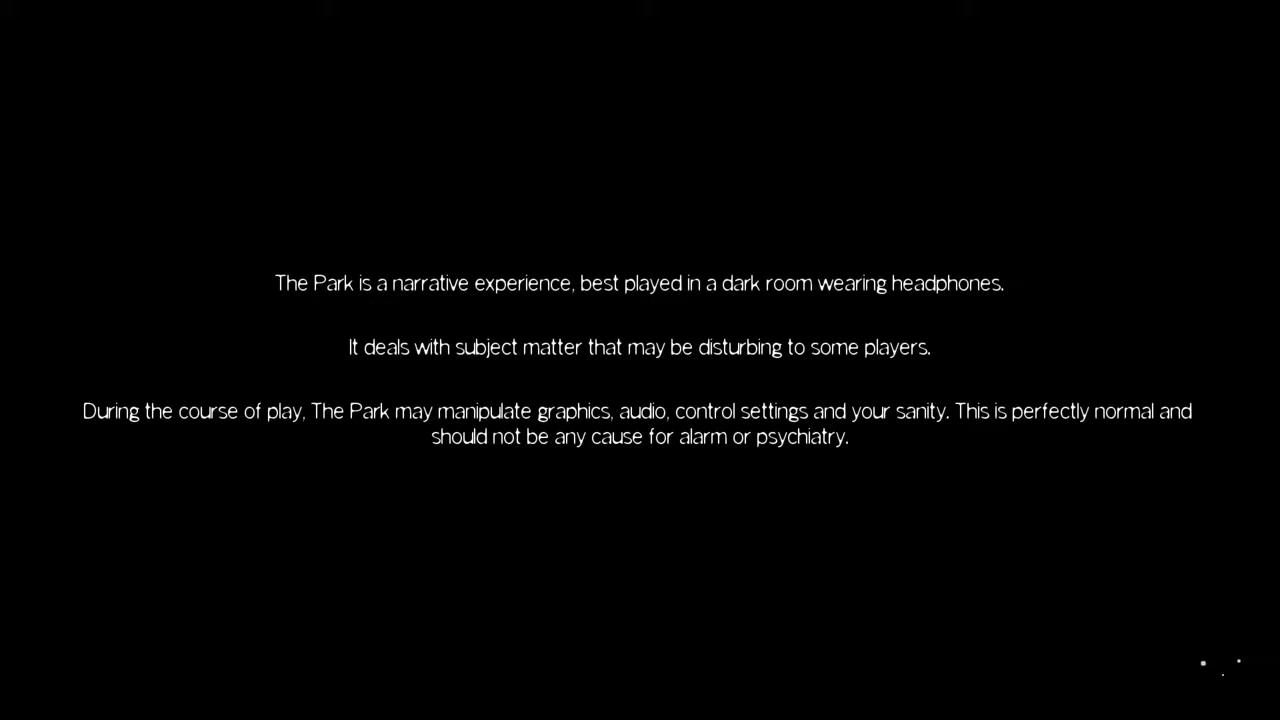 The Park is a narrative experience, best played in a dark room wearing headphones.
It deals with subject matter that may be disturbing to some players.
During the course of play, The Park may manipulate graphics, audio, control settings and your sanity. This is perfectly normal and
should not be any cause for alarm or psychiatry.